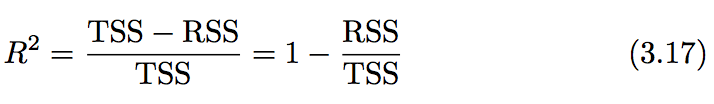 R² = (TSS − RSS)/TSS = 1 − RSS/TSS (3.17)